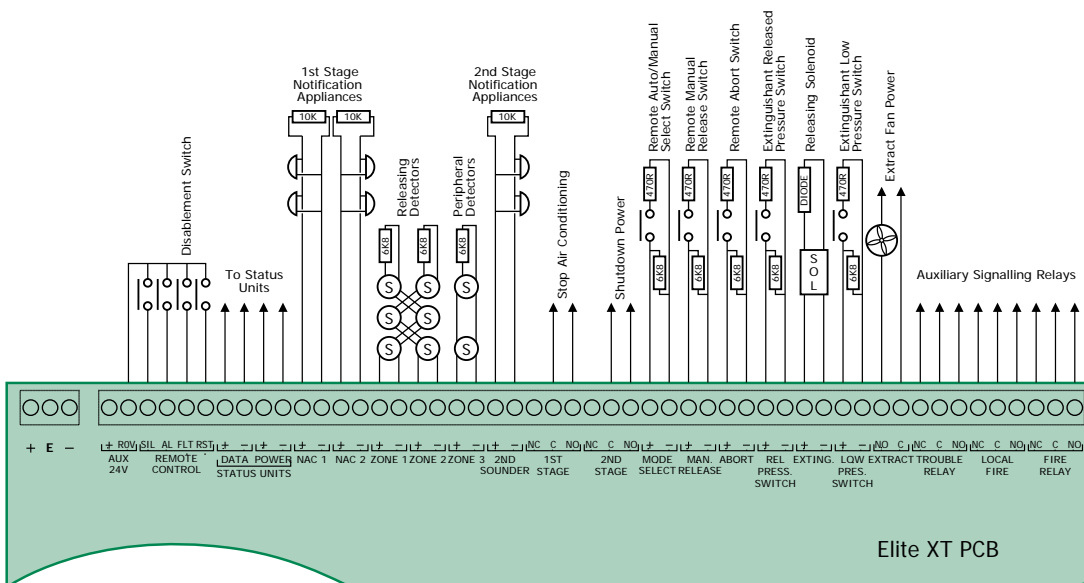 1st Stage
Notification
Appliances
2nd Stage
Notification
Appliances
10K
10K
10K
Disablement Switch
To Status
Units
Releasing
Detectors
Peripheral
Detectors
6K8
6K8
6K8
S
S
S
S
S
S
S
S
Stop Air Conditioning
Shutdown Power
Remote Auto/Manual
Select Switch
Remote Manual
Release Switch
Remote Abort Switch
Extinguishant Released
Pressure Switch
Releasing Solenoid
Extinguishant Low
Pressure Switch
Extract Fan Power
470R
470R
470R
470R
DIODE
470R
6K8
6K8
6K8
6K8
SOL
6K8
Auxiliary Signalling Relays
+ E −
+ R0V SIL AL FLT RST + − + − + − + − + − + − + − + − NC C NO NC C NO + − + − + − + − + − + − NO C NC C NO NC C NO NC C NO
AUX
24V
REMOTE
CONTROL
DATA POWER
STATUS UNITS
NAC 1
NAC 2
ZONE 1
ZONE 2
ZONE 3
2ND
SOUNDER
1ST
STAGE
2ND
STAGE
MODE
SELECT
MAN.
RELEASE
ABORT
REL
PRESS.
SWITCH
EXTING.
LOW
PRES.
SWITCH
EXTRACT
TROUBLE
RELAY
LOCAL
FIRE
FIRE
RELAY
Elite XT PCB